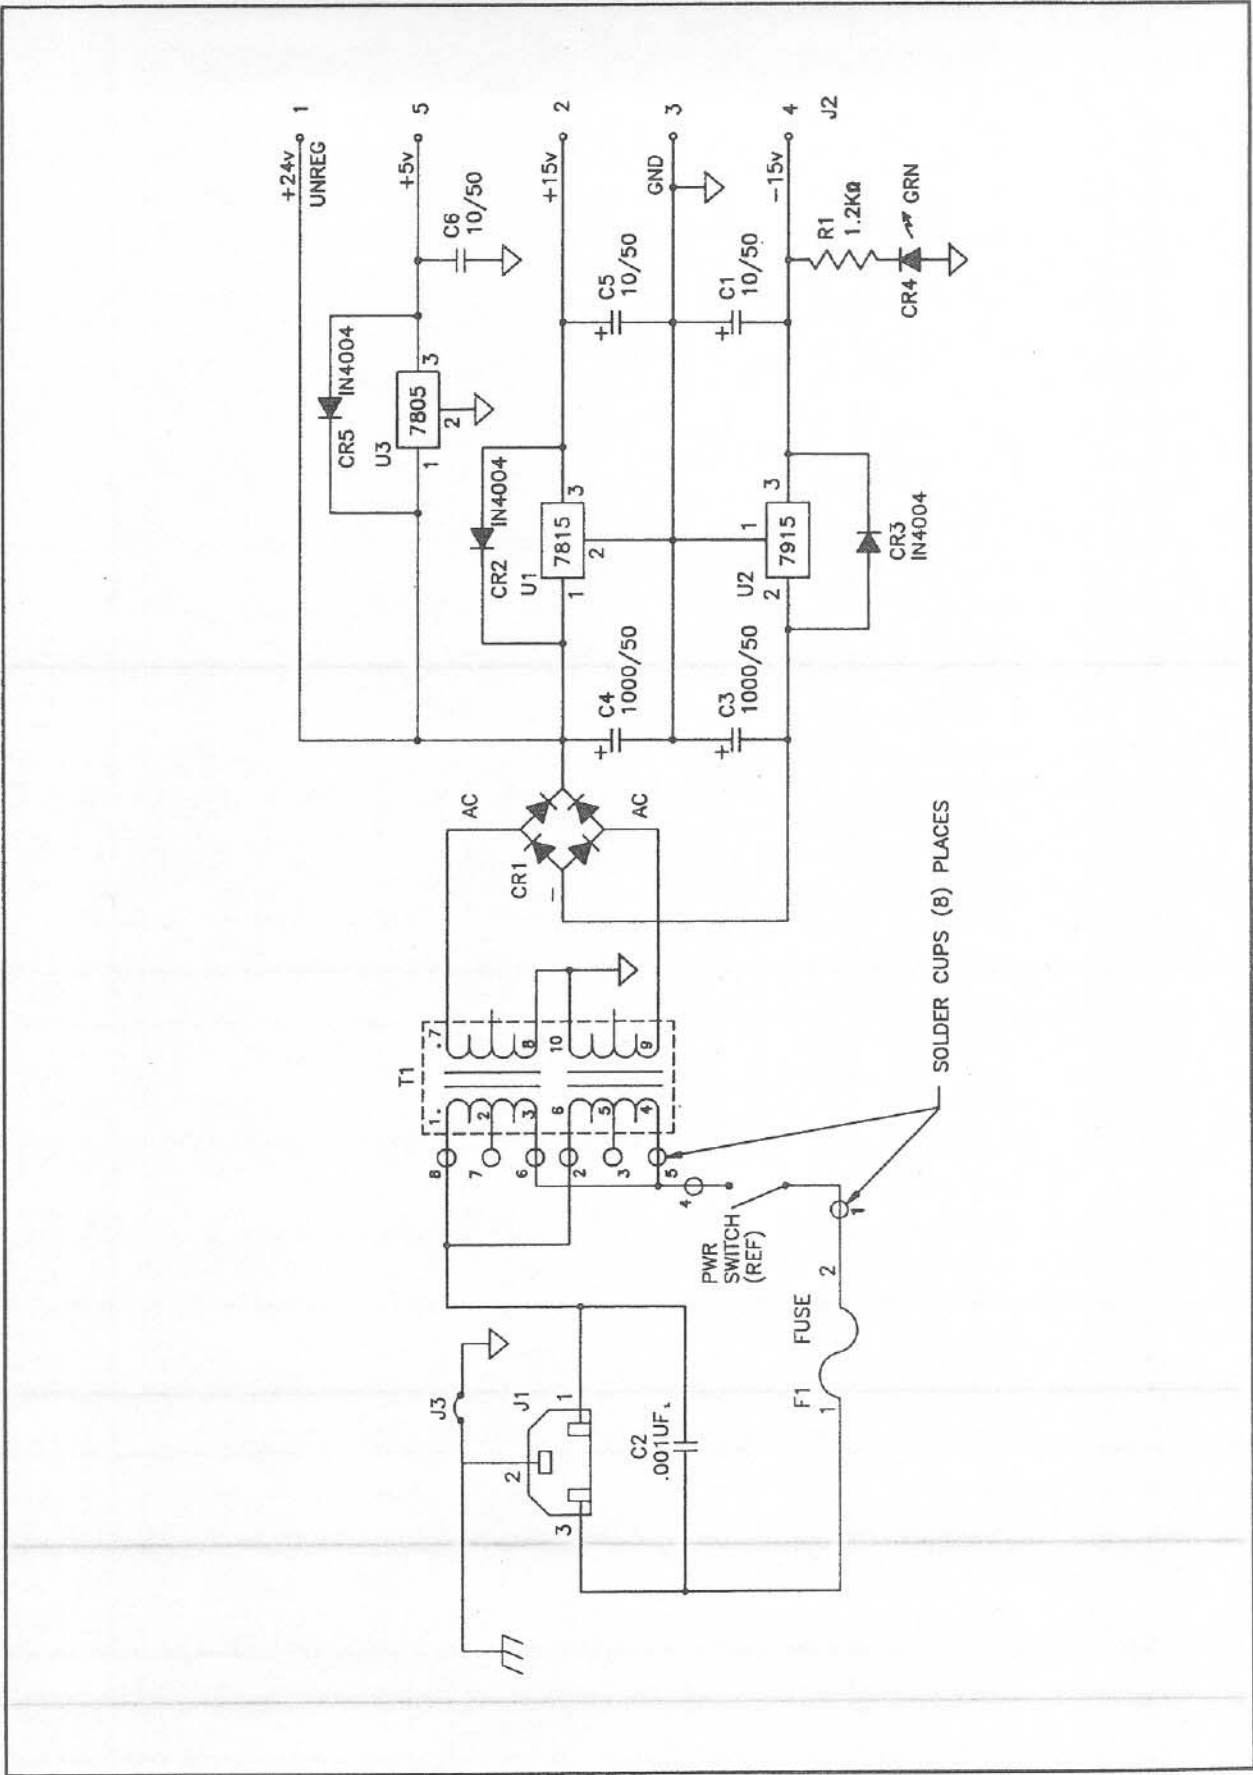 +24v
UNREG
1
CR5
IN4004
U3
7805
1
2
3
+5v
5
C6
10/50
CR2
IN4004
U1
7815
1
2
3
+15v
2
C4
1000/50
+
C5
10/50
+
GND
3
C3
1000/50
+
C1
10/50
+
U2
7915
2
1
3
-15v
4
J2
CR3
IN4004
R1
1.2KΩ
CR4
GRN
AC
CR1
-
AC
T1
1.
2
3
6
5
4
.7
8
10
9
8
7
6
2
3
5
4
PWR
SWITCH
(REF)
1
SOLDER CUPS (8) PLACES
J3
J1
2
1
3
C2
.001UF
F1
FUSE
1
2